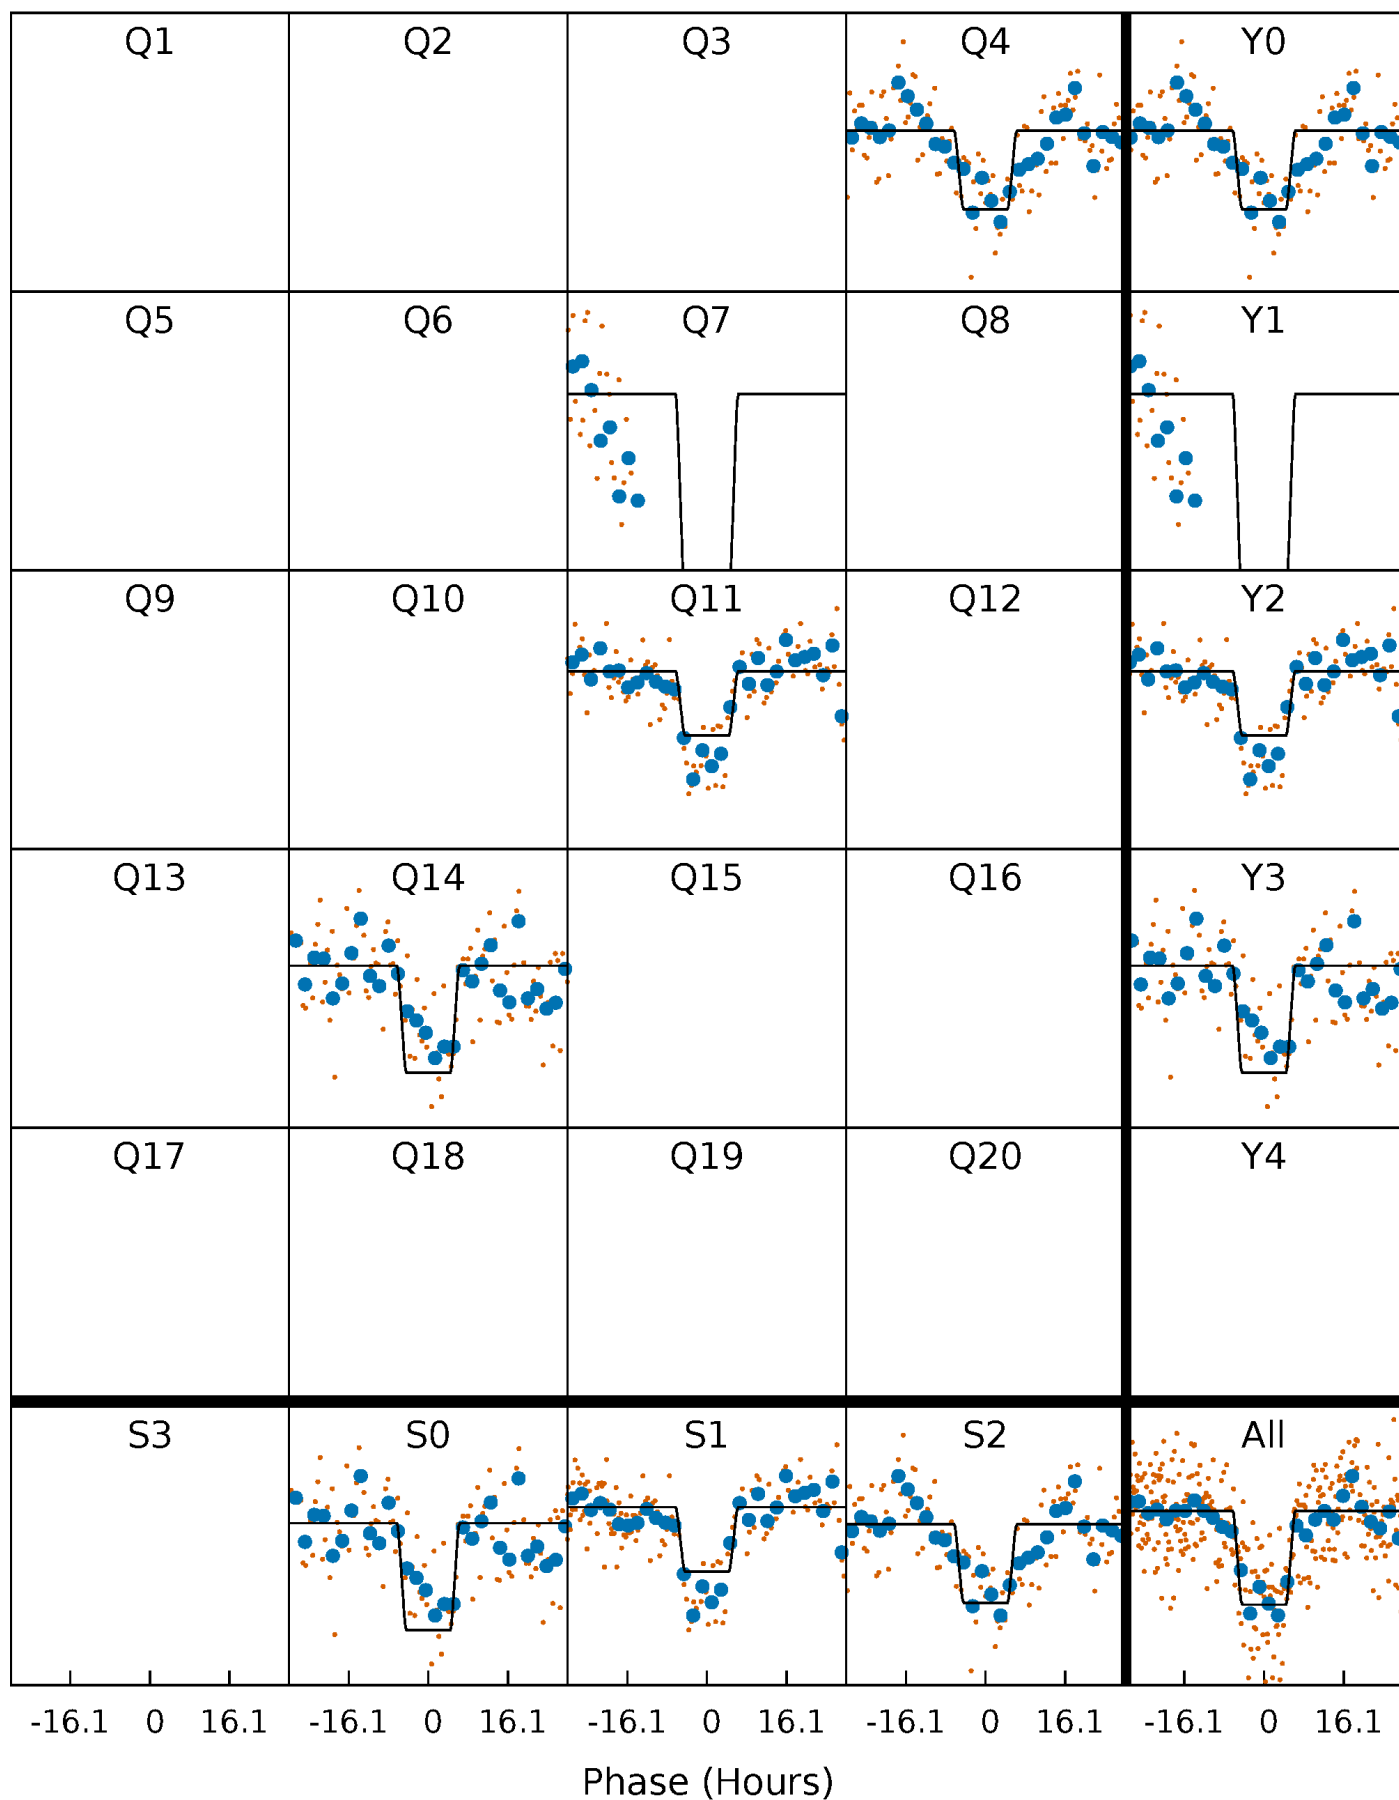 Q1 Q2 Q3 Q4 Y0
Q5 Q6 Q7 Q8 Y1
Q9 Q10 Q11 Q12 Y2
Q13 Q14 Q15 Q16 Y3
Q17 Q18 Q19 Q20 Y4
S3 S0 S1 S2 All
-16.1 0 16.1 -16.1 0 16.1 -16.1 0 16.1 -16.1 0 16.1 -16.1 0 16.1
Phase (Hours)